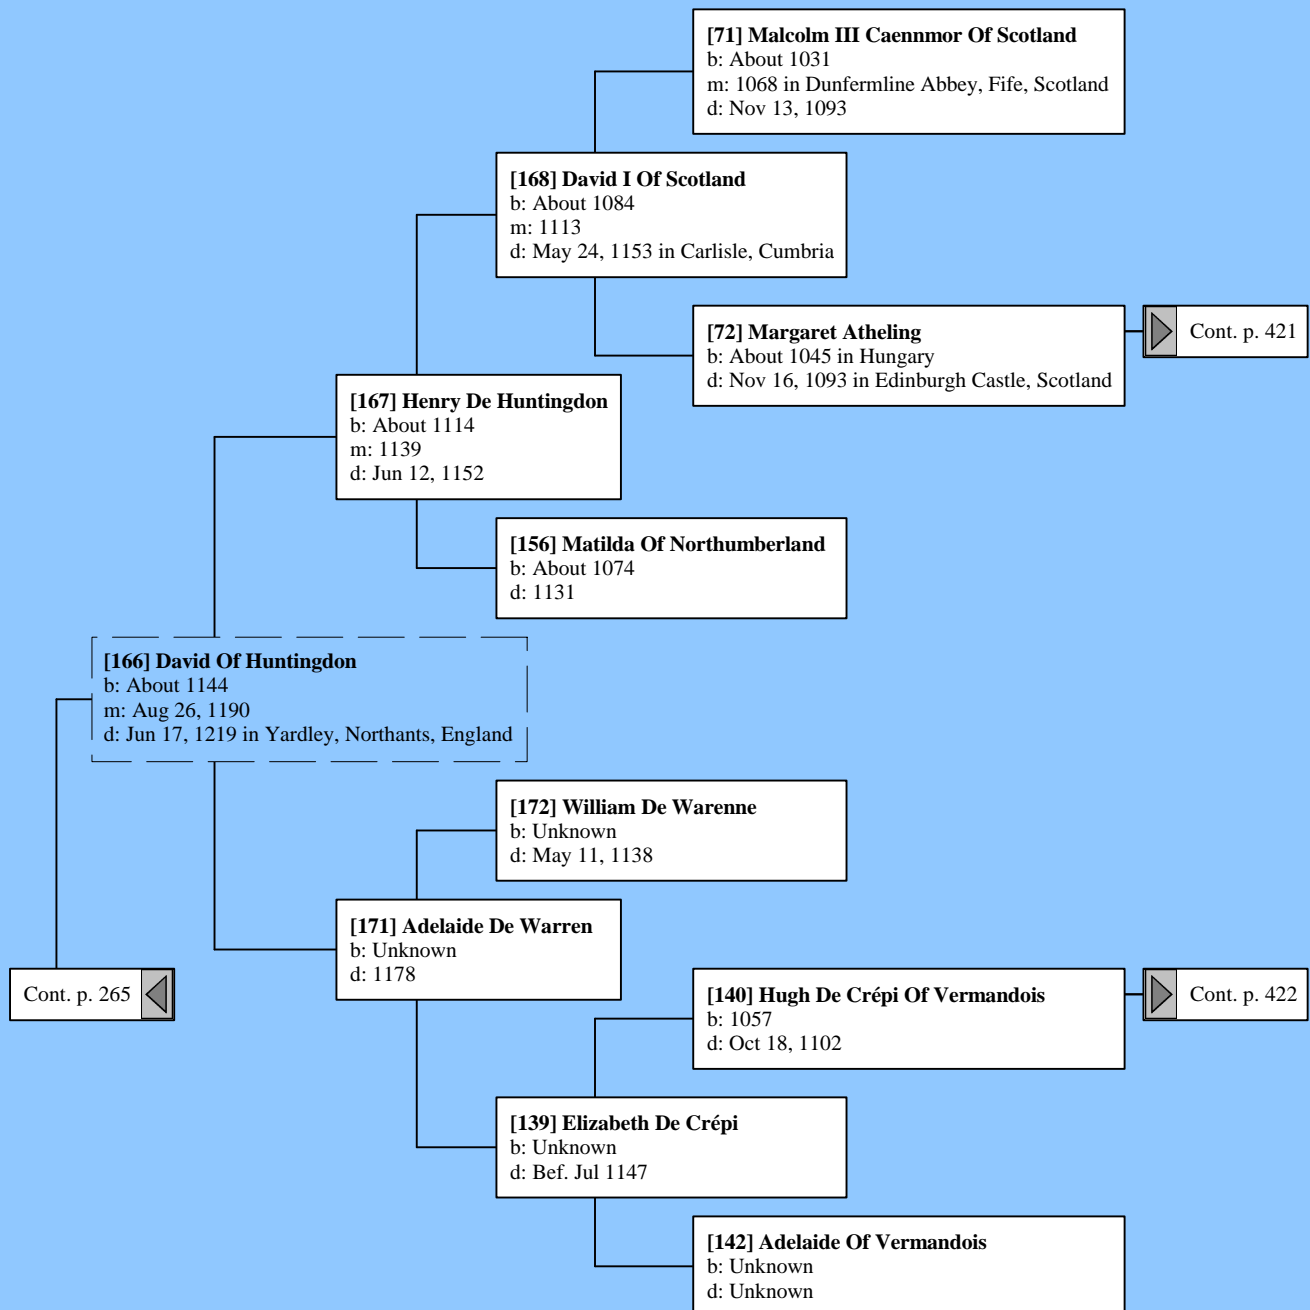 [71] Malcolm III Caennmor Of Scotland
b: About 1031
m: 1068 in Dunfermline Abbey, Fife, Scotland
d: Nov 13, 1093
[168] David I Of Scotland
b: About 1084
m: 1113
d: May 24, 1153 in Carlisle, Cumbria
[72] Margaret Atheling
b: About 1045 in Hungary
d: Nov 16, 1093 in Edinburgh Castle, Scotland
Cont. p. 421
[167] Henry De Huntingdon
b: About 1114
m: 1139
d: Jun 12, 1152
[156] Matilda Of Northumberland
b: About 1074
d: 1131
[166] David Of Huntingdon
b: About 1144
m: Aug 26, 1190
d: Jun 17, 1219 in Yardley, Northants, England
[172] William De Warenne
b: Unknown
d: May 11, 1138
[171] Adelaide De Warren
b: Unknown
d: 1178
Cont. p. 265
[140] Hugh De Crépi Of Vermandois
b: 1057
d: Oct 18, 1102
Cont. p. 422
[139] Elizabeth De Crépi
b: Unknown
d: Bef. Jul 1147
[142] Adelaide Of Vermandois
b: Unknown
d: Unknown